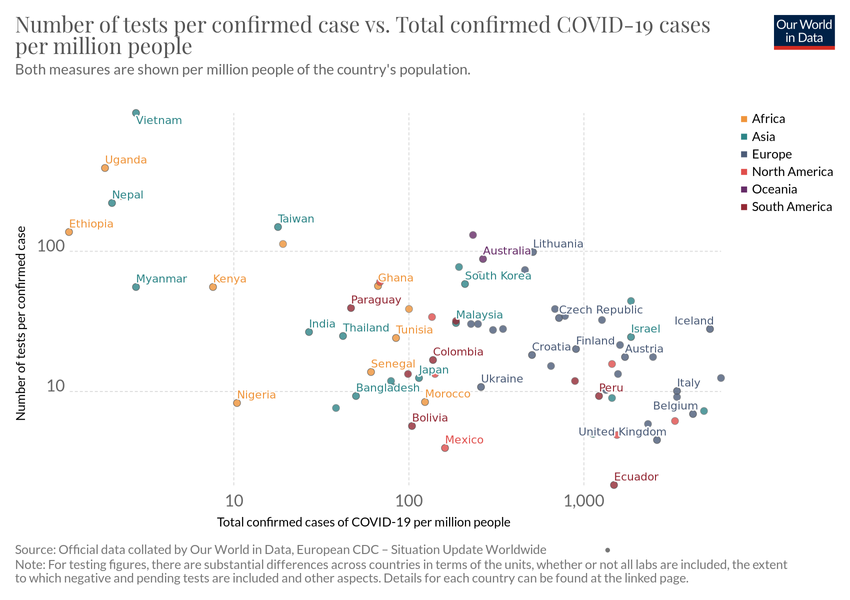 Number of tests per confirmed case vs. Total confirmed COVID-19 cases
per million people
Our World
in Data
Both measures are shown per million people of the country's population.
Vietnam
Africa
Asia
Europe
North America
Oceania
South America
Uganda
Nepal
Ethiopia
Taiwan
Lithuania
100
Australia
Myanmar
Kenya
Ghana
South Korea
Paraguay
Malaysia
Czech Republic
Iceland
India
Thailand
Tunisia
Israel
Colombia
Croatia
Finland
Austria
Senegal
Japan
Ukraine
10
Bangladesh
Nigeria
Morocco
Peru
Italy
Belgium
Bolivia
United Kingdom
Mexico
Ecuador
Number of tests per confirmed case
10
100
1,000
Total confirmed cases of COVID-19 per million people
Source: Official data collated by Our World in Data, European CDC – Situation Update Worldwide
Note: For testing figures, there are substantial differences across countries in terms of the units, whether or not all labs are included, the extent
to which negative and pending tests are included and other aspects. Details for each country can be found at the linked page.